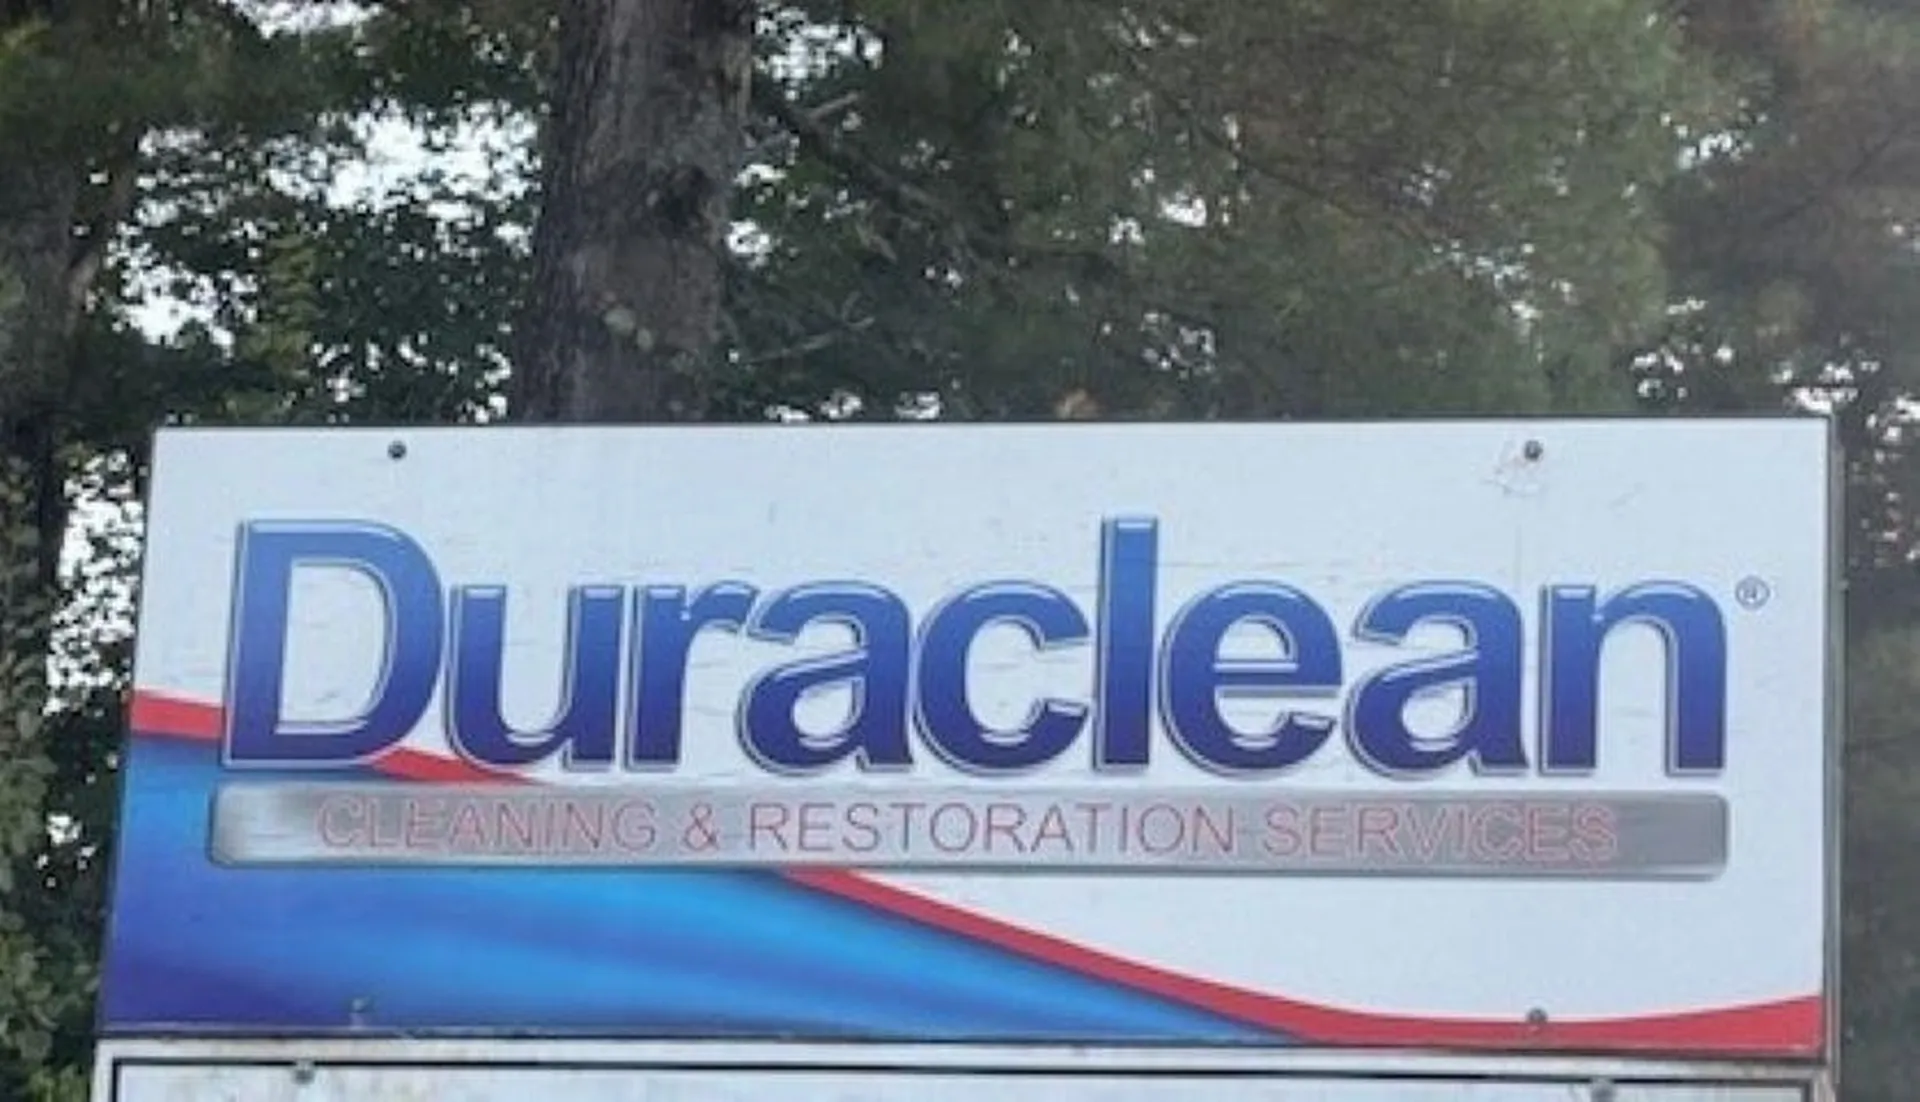 Duraclean®
CLEANING & RESTORATION SERVICES